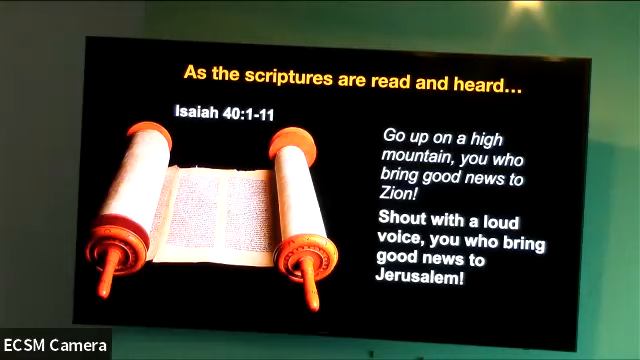 As the scriptures are read and heard…
Isaiah 40:1-11
Go up on a high
mountain, you who
bring good news to
Zion!
Shout with a loud
voice, you who bring
good news to
Jerusalem!
ECSM Camera